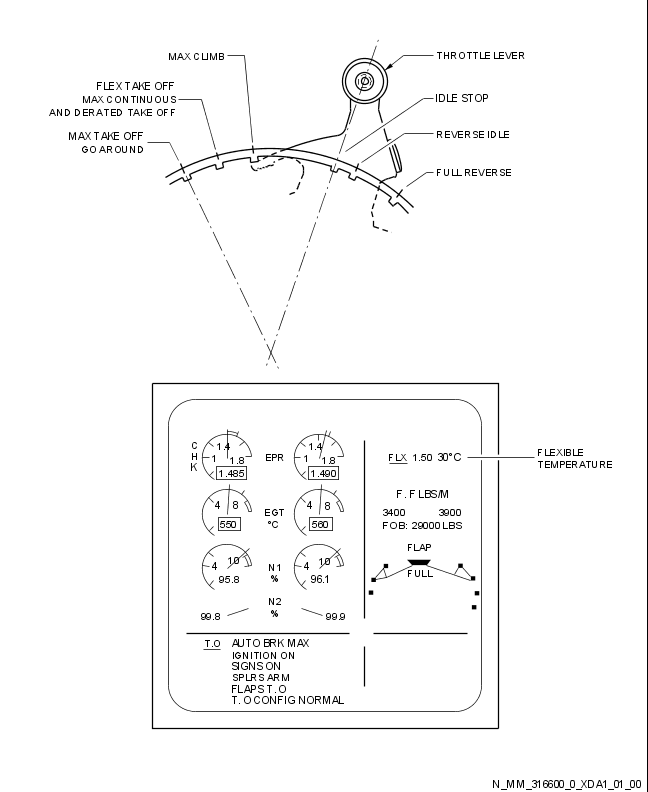 MAX CLIMB
THROTTLE LEVER
FLEX TAKE OFF
MAX CONTINUOUS
AND DERATED TAKE OFF
IDLE STOP
MAX TAKE OFF
GO AROUND
REVERSE IDLE
FULL REVERSE
C
H
K
1
1.4
1.8
1.485
EPR
1
1.4
1.8
1.490
FLX 1.50 30°C
FLEXIBLE
TEMPERATURE
4 8
550
EGT
°C
4 8
560
F. F LBS/M
3400 3900
FOB: 29000 LBS
4 10
95.8
N1
%
4 10
96.1
FLAP
FULL
99.8
N2
%
99.9
T.O AUTO BRK MAX
IGNITION ON
SIGNS ON
SPLRS ARM
FLAPS T.O
T.O CONFIG NORMAL
N_MM_316600_0_XDA1_01_00